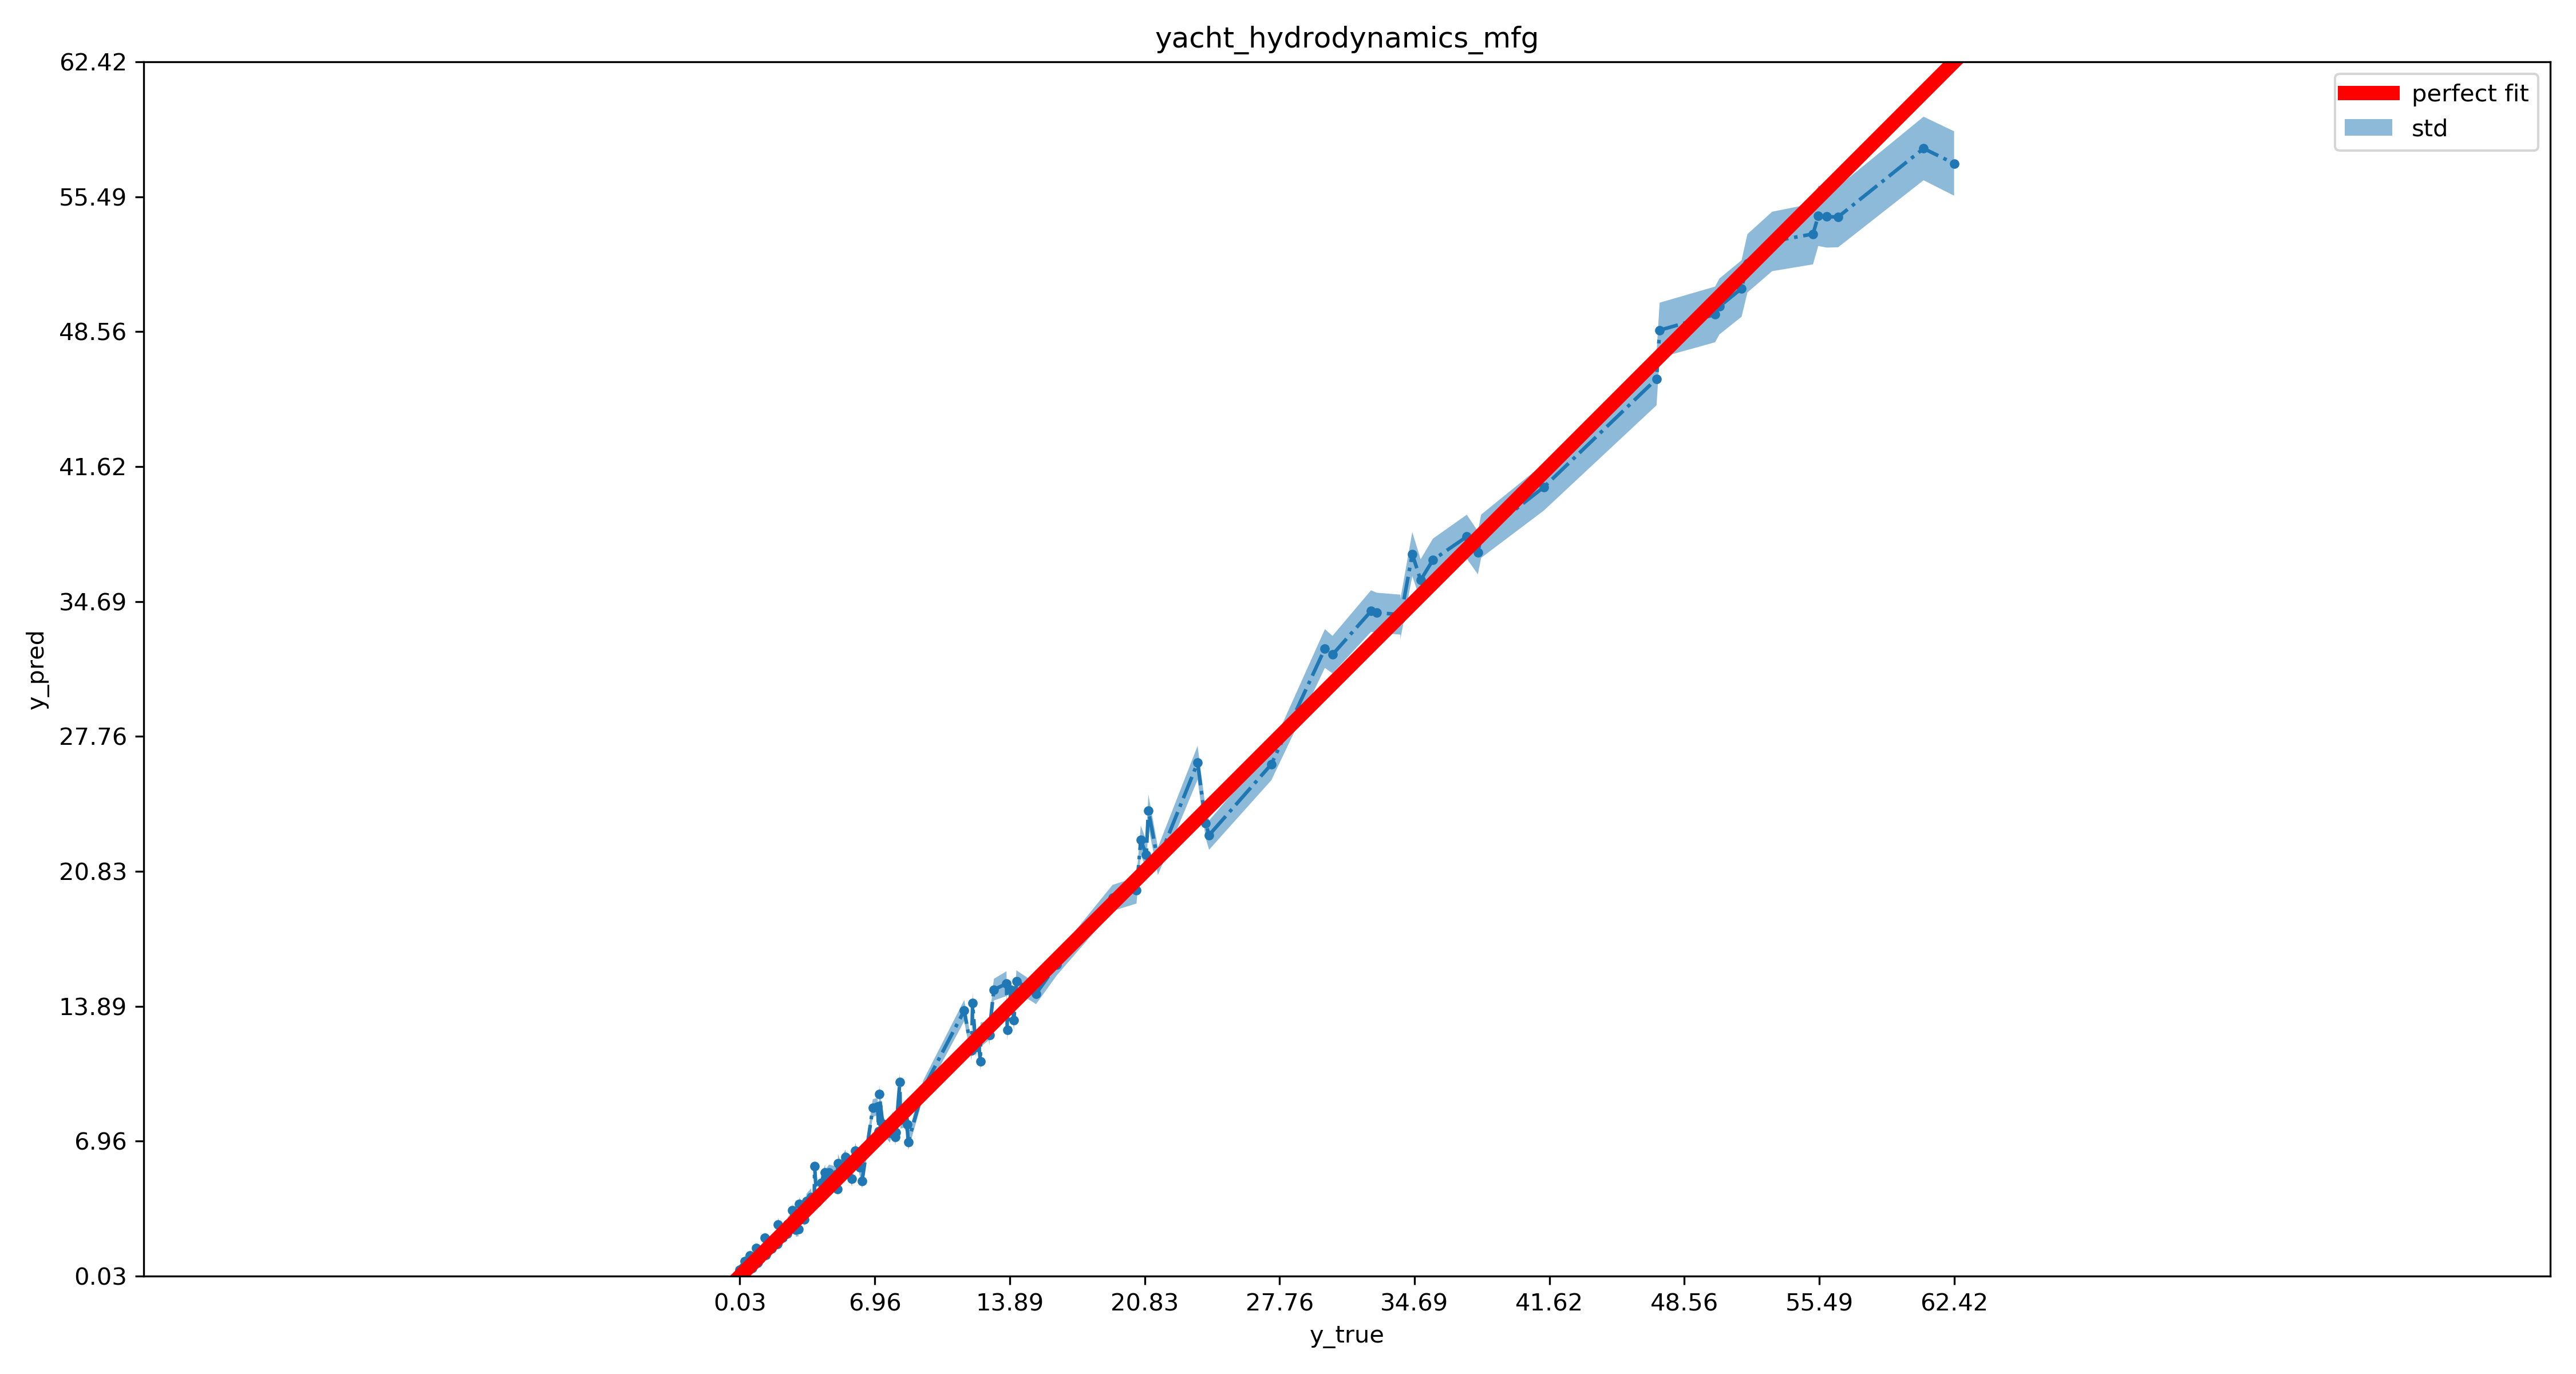 yacht_hydrodynamics_mfg
62.42
55.49
48.56
41.62
34.69
27.76
20.83
13.89
6.96
0.03
y_pred
perfect fit
std
0.03 6.96 13.89 20.83 27.76 34.69 41.62 48.56 55.49 62.42
y_true